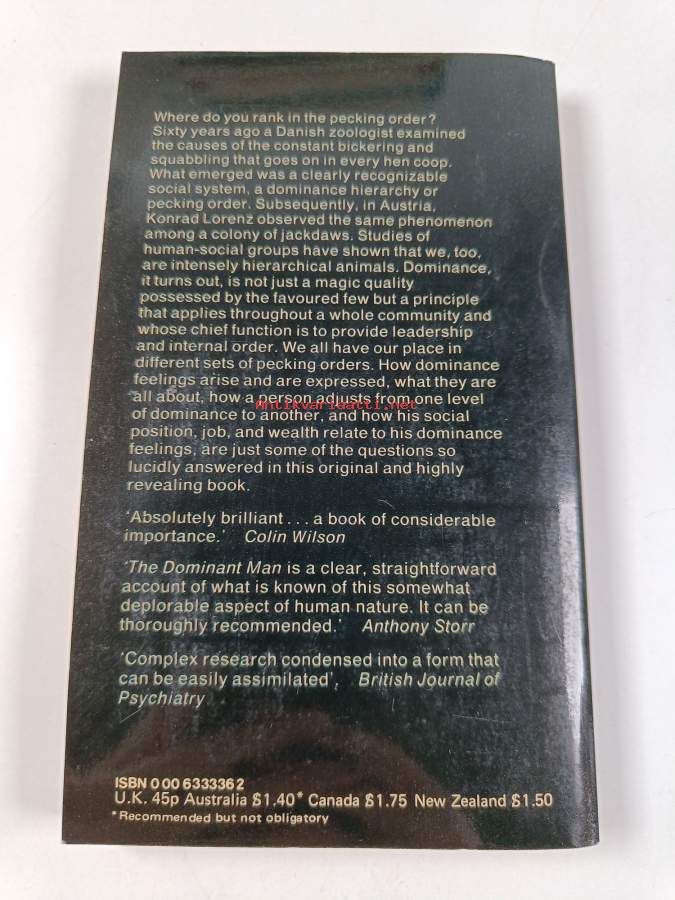 Where do you rank in the pecking order?
Sixty years ago a Danish zoologist examined
the causes of the constant bickering and
squabbling that goes on in every hen coop.
What emerged was a clearly recognizable
social system, a dominance hierarchy or
pecking order. Subsequently, in Austria,
Konrad Lorenz observed the same phenomenon
among a colony of jackdaws. Studies of
human-social groups have shown that we, too,
are intensely hierarchical animals. Dominance,
it turns out, is not just a magic quality
possessed by the favoured few but a principle
that applies throughout a whole community and
whose chief function is to provide leadership
and internal order. We all have our place in
different sets of pecking orders. How dominance
feelings arise and are expressed, what they are
all about, how a person adjusts from one level
Antikvariaatti.net
of dominance to another, and how his social
position, job, and wealth relate to his dominance
feelings, are just some of the questions so
lucidly answered in this original and highly
revealing book.
'Absolutely brilliant . . . a book of considerable
importance.' Colin Wilson
'The Dominant Man is a clear, straightforward
account of what is known of this somewhat
deplorable aspect of human nature. It can be
thoroughly recommended.' Anthony Storr
'Complex research condensed into a form that
can be easily assimilated'. British Journal of
Psychiatry
ISBN 0 00 6333362
U.K. 45p Australia $1.40* Canada $1.75 New Zealand $1.50
*Recommended but not obligatory